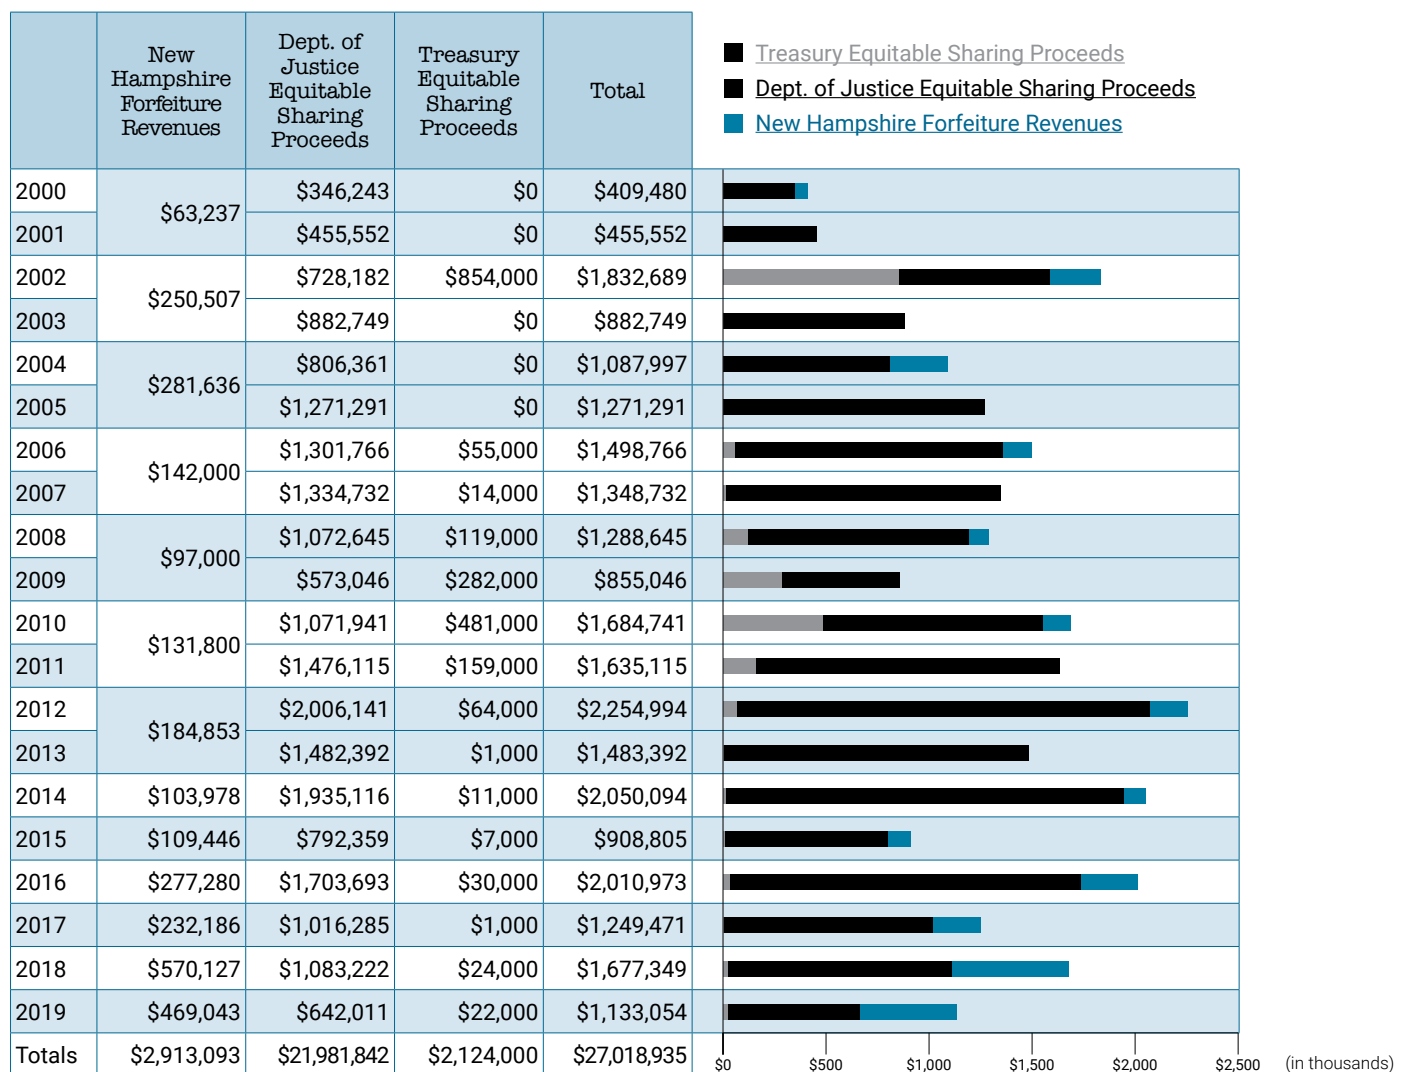 New Hampshire Forfeiture Revenues
Dept. of Justice Equitable Sharing Proceeds
Treasury Equitable Sharing Proceeds
Total
Treasury Equitable Sharing Proceeds
Dept. of Justice Equitable Sharing Proceeds
New Hampshire Forfeiture Revenues
2000 $63,237 $346,243 $0 $409,480
2001 $455,552 $0 $455,552
2002 $250,507 $728,182 $854,000 $1,832,689
2003 $882,749 $0 $882,749
2004 $281,636 $806,361 $0 $1,087,997
2005 $1,271,291 $0 $1,271,291
2006 $142,000 $1,301,766 $55,000 $1,498,766
2007 $1,334,732 $14,000 $1,348,732
2008 $97,000 $1,072,645 $119,000 $1,288,645
2009 $573,046 $282,000 $855,046
2010 $131,800 $1,071,941 $481,000 $1,684,741
2011 $1,476,115 $159,000 $1,635,115
2012 $184,853 $2,006,141 $64,000 $2,254,994
2013 $1,482,392 $1,000 $1,483,392
2014 $103,978 $1,935,116 $11,000 $2,050,094
2015 $109,446 $792,359 $7,000 $908,805
2016 $277,280 $1,703,693 $30,000 $2,010,973
2017 $232,186 $1,016,285 $1,000 $1,249,471
2018 $570,127 $1,083,222 $24,000 $1,677,349
2019 $469,043 $642,011 $22,000 $1,133,054
Totals $2,913,093 $21,981,842 $2,124,000 $27,018,935
$0 $500 $1,000 $1,500 $2,000 $2,500 (in thousands)